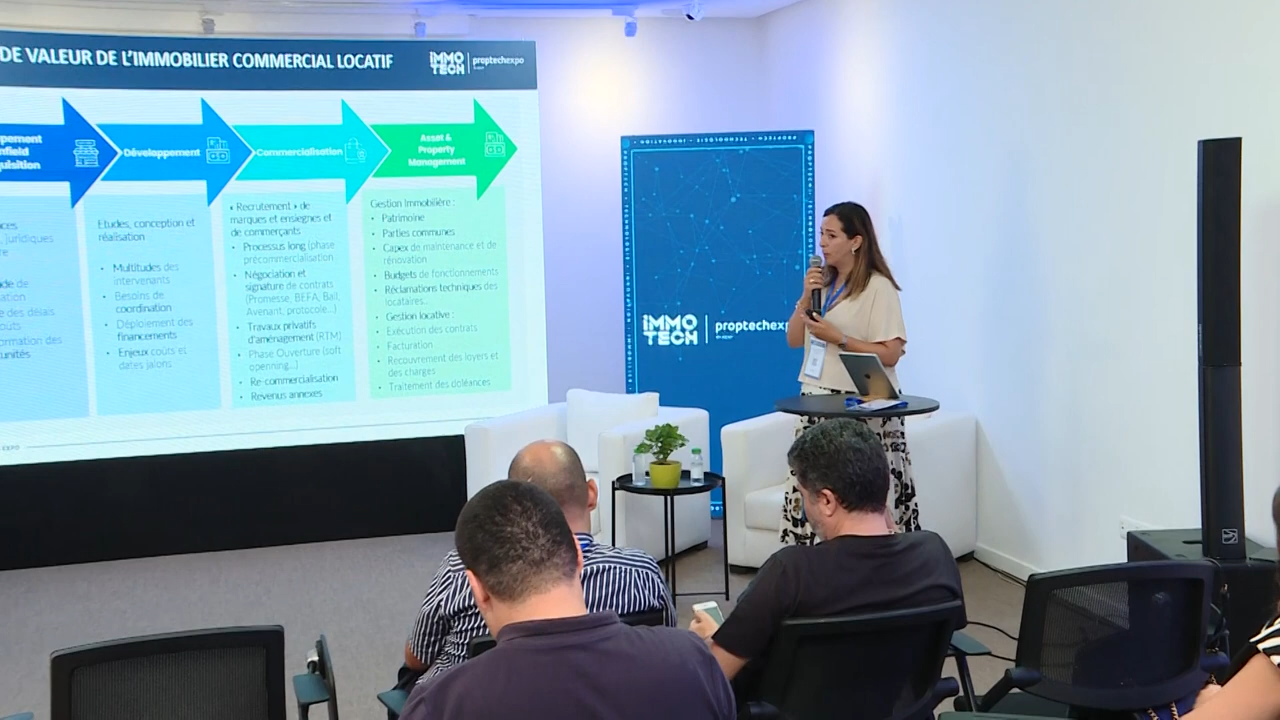 DE VALEUR DE L'IMMOBILIER COMMERCIAL LOCATIF
iMMO
TECH
proptechexpo
Développement
Commercialisation
Asset &
Property
Management
Etudes, conception et
réalisation
• Multitudes des
intervenants
• Besoins de
coordination
• Déploiement des
financements
• Enjeux coûts et
dates jalons
« Recrutement » de
marques et enseignes et
de commerçants
• Processus long (phase
précommercialisation
• Négociation et
signature de contrats
(Promesse, BEFA, Bail,
Avenant, protocole...)
• Travaux privatifs
d'aménagement (RTM)
• Phase Ouverture (soft
openning...)
• Re-commercialisation
• Revenus annexes
Gestion Immobilière :
• Patrimoine
• Parties communes
• Capex de maintenance et de
rénovation
• Budgets de fonctionnements
• Réclamations techniques des
locataires...
• Gestion locative :
• Exécution des contrats
• Facturation
• Recouvrement des loyers et
des charges
• Traitement des doléances
EXPO
PROPTECH • TECHNOLOGIE • INNOVATION
iMMO
TECH
proptechexp